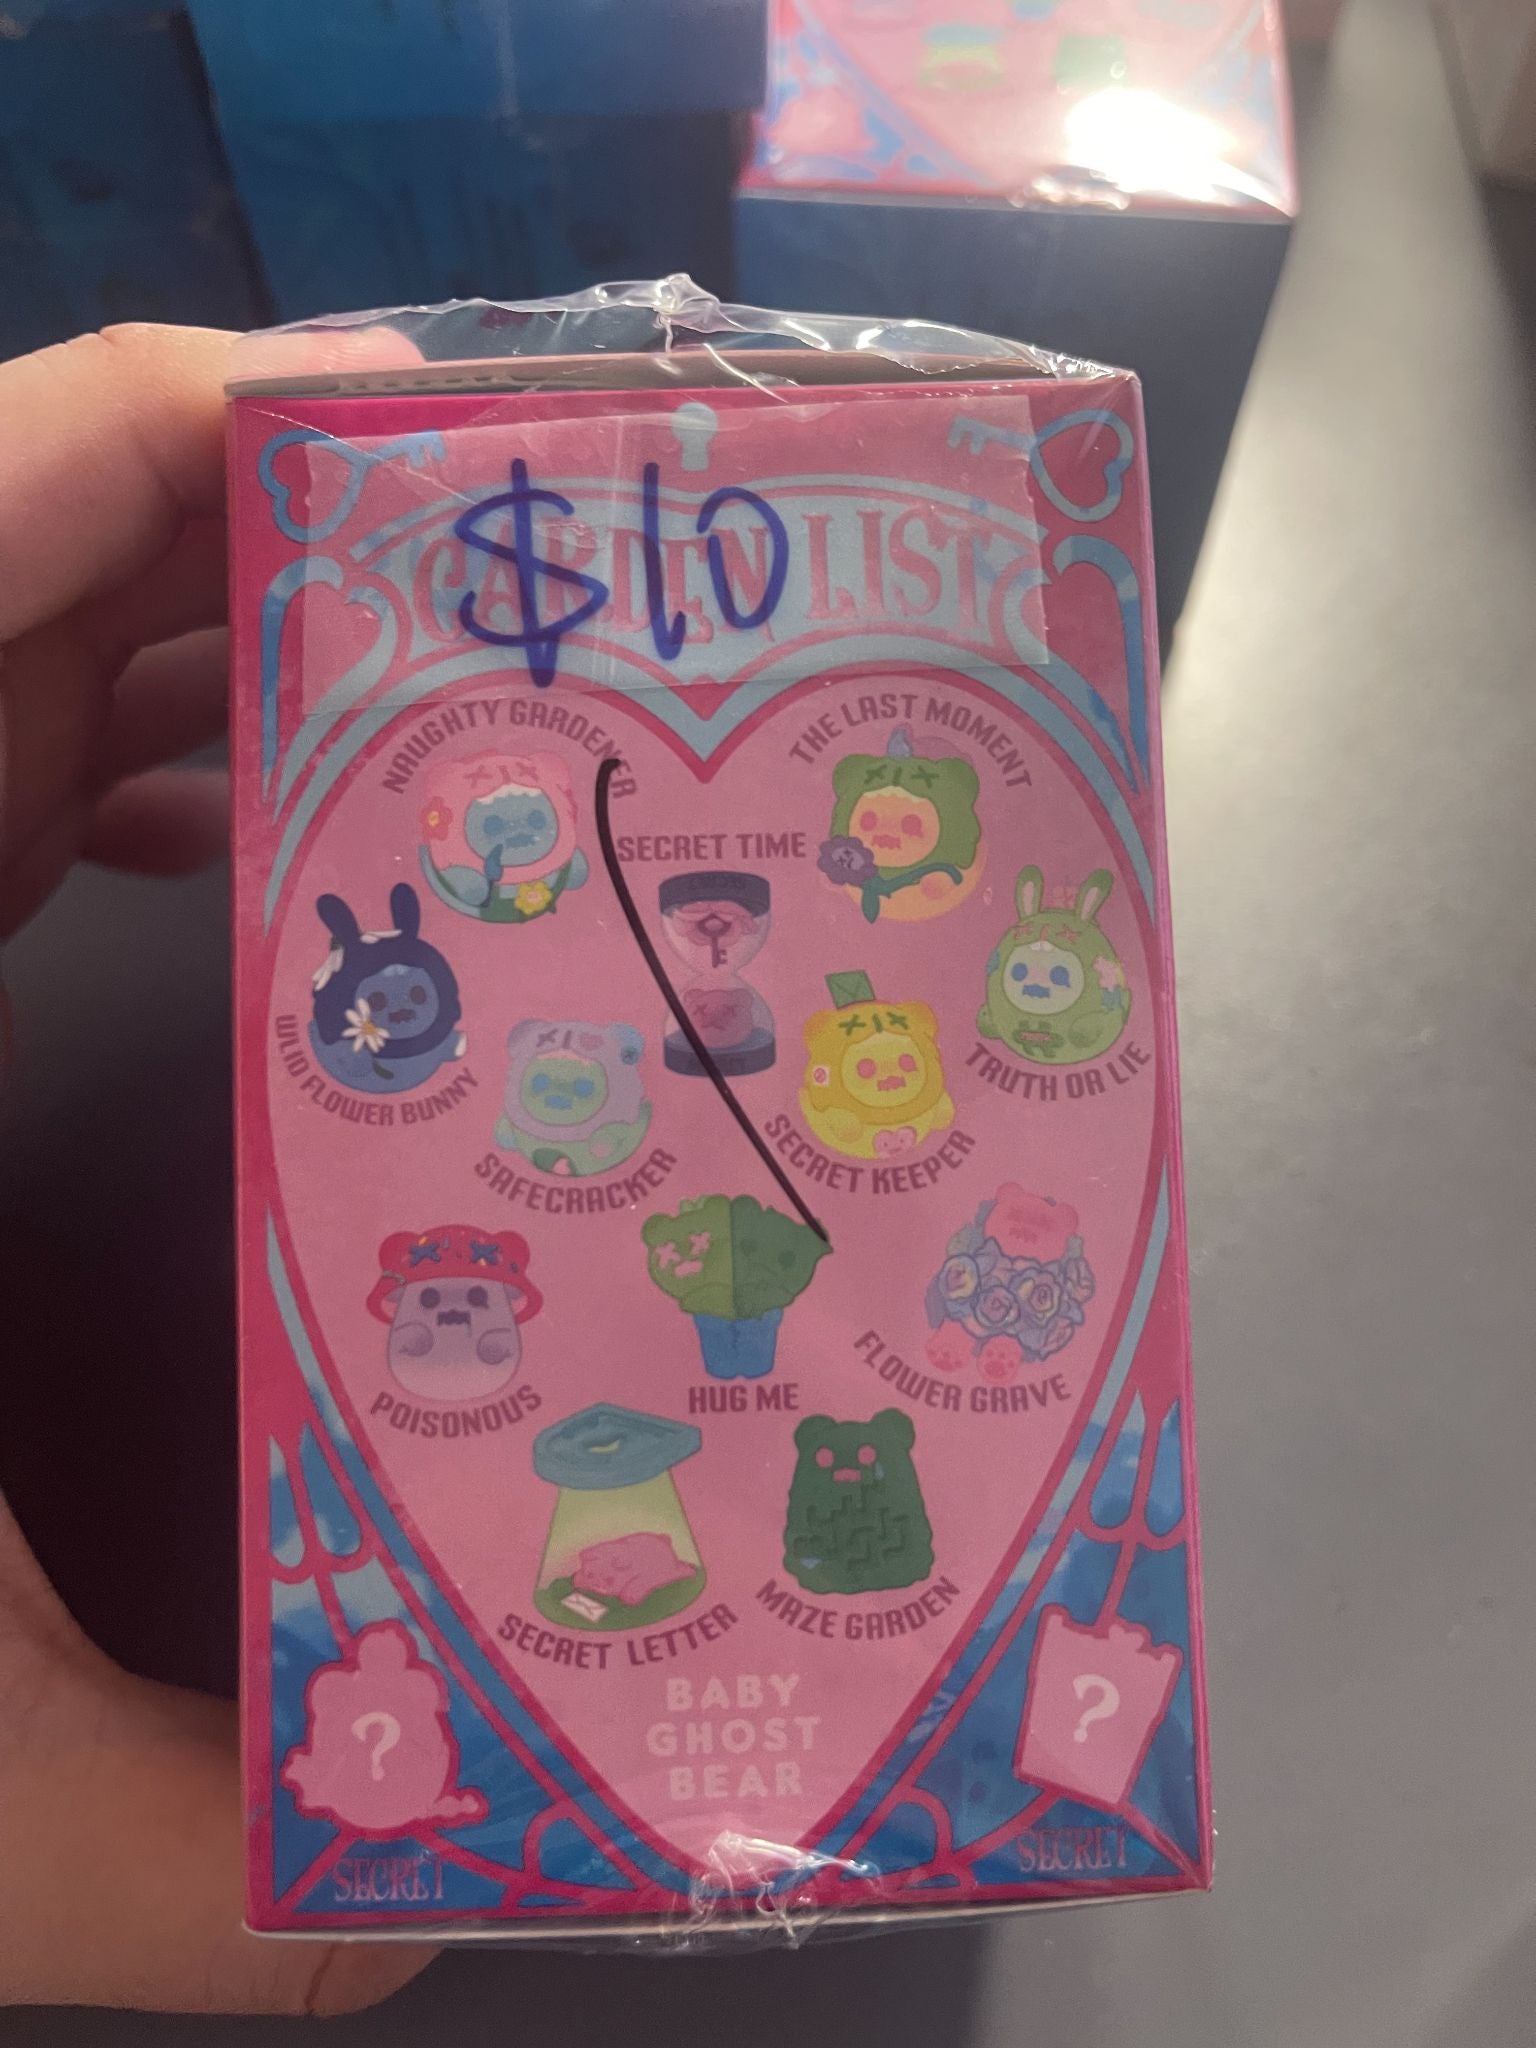 $10
GARDEN LIST
NAUGHTY GARDENER
THE LAST MOMENT
SECRET TIME
WLID FLOWER BUNNY
TRUTH OR LIE
SAFECRACKER
SECRET KEEPER
POISONOUS
HUG ME
FLOWER GRAVE
SECRET LETTER
MAZE GARDEN
BABY
GHOST
BEAR
?
?
SECRET
SECRET